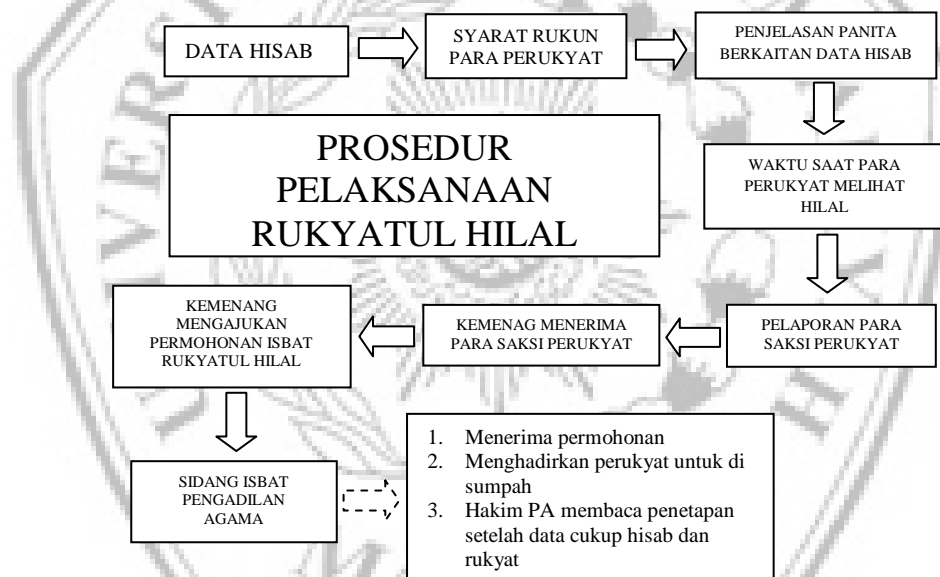 DATA HISAB
SYARAT RUKUN
PARA PERUKYAT
PENJELASAN PANITA
BERKAITAN DATA HISAB
PROSEDUR
PELAKSANAAN
RUKYATUL HILAL
WAKTU SAAT PARA
PERUKYAT MELIHAT
HILAL
PELAPORAN PARA
SAKSI PERUKYAT
KEMENAG MENERIMA
PARA SAKSI PERUKYAT
KEMENANG
MENGAJUKAN
PERMOHONAN ISBAT
RUKYATUL HILAL
SIDANG ISBAT
PENGADILAN
AGAMA
1. Menerima permohonan
2. Menghadirkan perukyat untuk di
sumpah
3. Hakim PA membaca penetapan
setelah data cukup hisab dan
rukyat